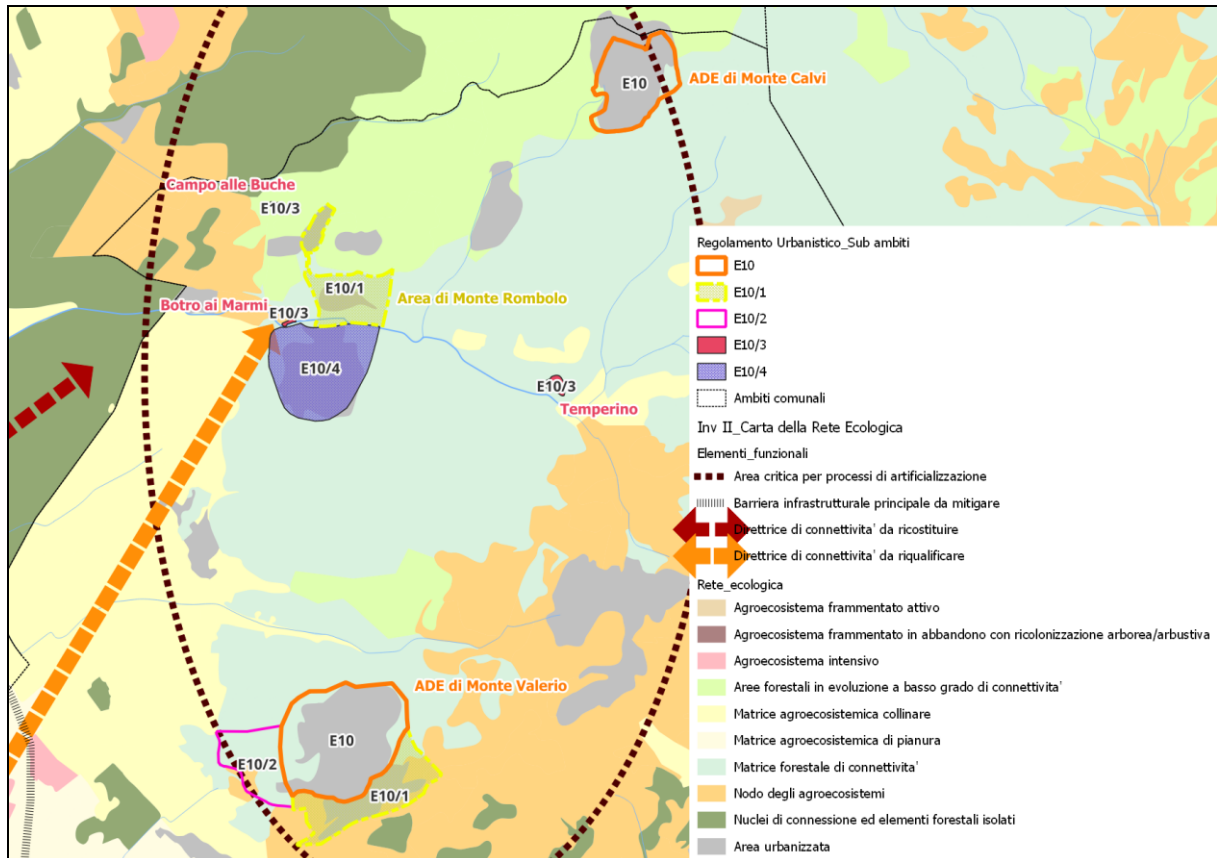 E10
ADE di Monte Calvi
Campo alle Buche
E10/3
E10/1
Area di Monte Rombolo
Botro ai Marmi
E10/3
E10/4
E10/3
Temperino
ADE di Monte Valerio
E10
E10/2
E10/1
Regolamento Urbanistico_Sub ambiti
E10
E10/1
E10/2
E10/3
E10/4
Ambiti comunali
Inv II_Carta della Rete Ecologica
Elementi_funzionali
Area critica per processi di artificializzazione
Barriera infrastrutturale principale da mitigare
Direttrice di connettivita' da ricostituire
Direttrice di connettivita' da riqualificare
Rete_ecologica
Agroecosistema frammentato attivo
Agroecosistema frammentato in abbandono con ricolonizzazione arborea/arbustiva
Agroecosistema intensivo
Aree forestali in evoluzione a basso grado di connettivita'
Matrice agroecosistemica collinare
Matrice agroecosistemica di pianura
Matrice forestale di connettivita'
Nodo degli agroecosistemi
Nuclei di connessione ed elementi forestali isolati
Area urbanizzata